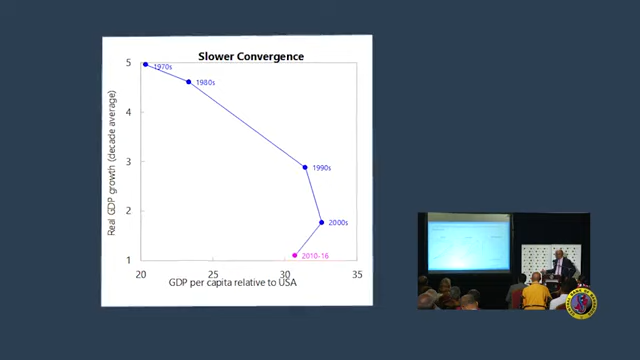 Slower Convergence
Real GDP growth (decade average)
5
4
3
2
1
1970s
1980s
1990s
2000s
2010-16
20
25
30
35
GDP per capita relative to USA